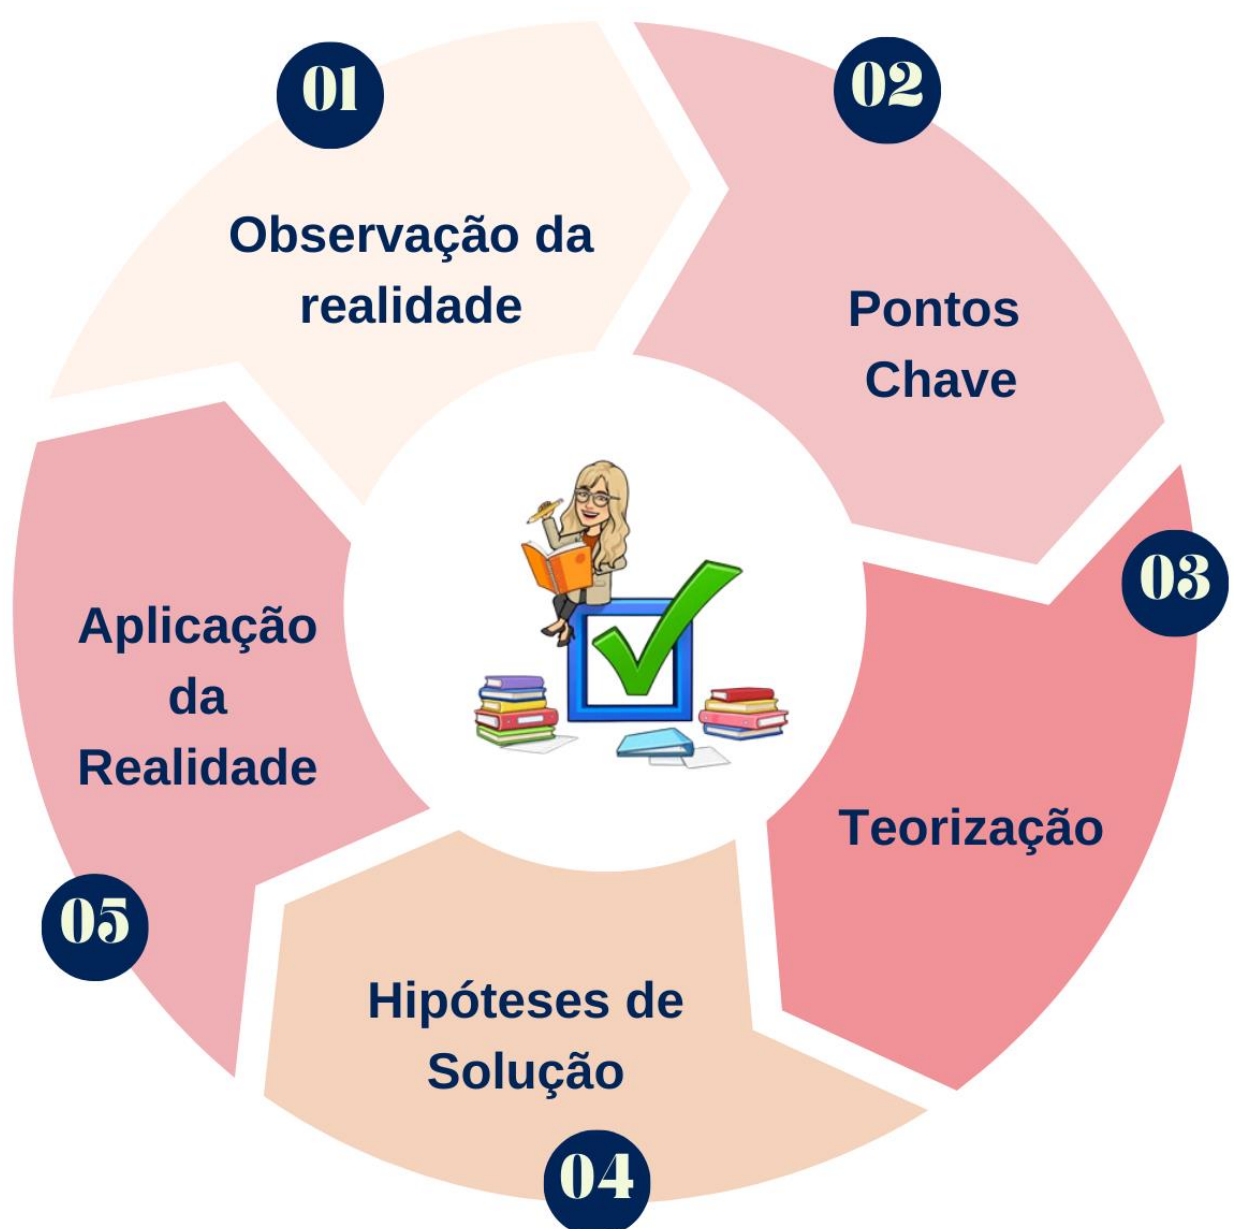 01
Observação da
realidade
02
Pontos
Chave
03
Teorização
04
Hipóteses de
Solução
05
Aplicação
da
Realidade